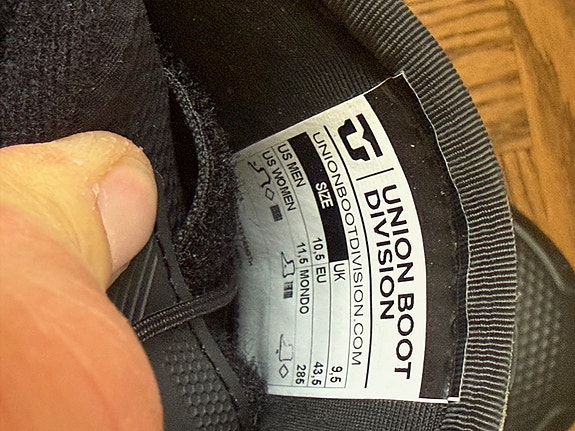 UNION BOOT
DIVISION
UNIONBOOTDIVISION.COM
SIZE UK 9,5
US MEN 10,5 EU 43,5
US WOMEN 11,5 MONDO 285